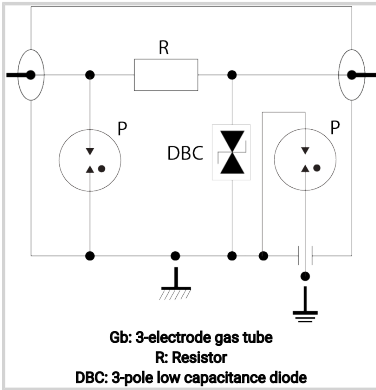 R
P
DBC
P
Gb: 3-electrode gas tube
R: Resistor
DBC: 3-pole low capacitance diode